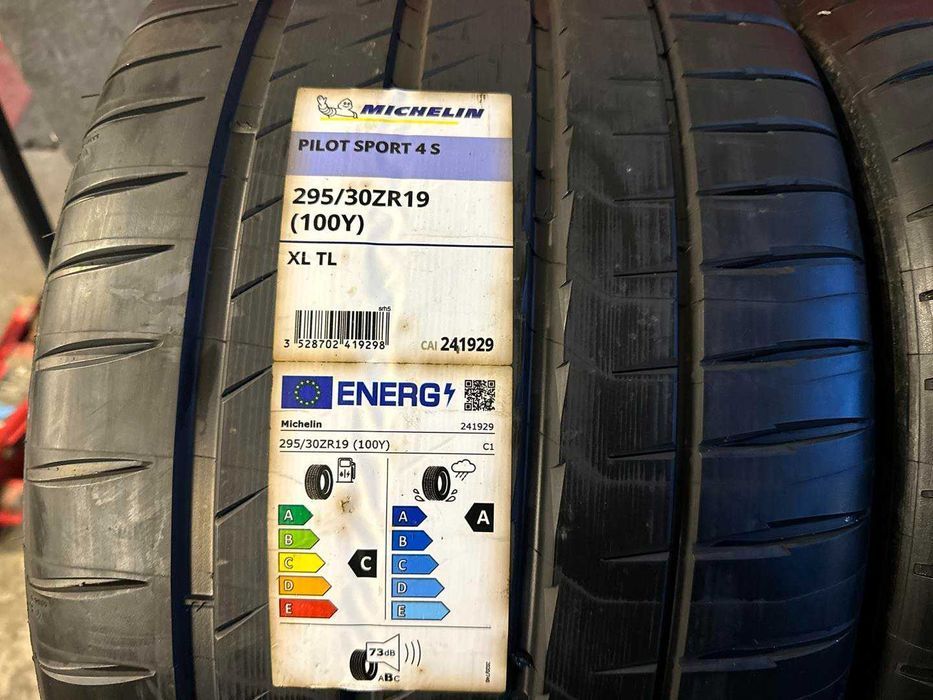 MICHELIN
PILOT SPORT 4 S
295/30ZR19
(100Y)
XL TL
srh5
3 528702 419298
CAI 241929
ENERG
Michelin 241929
295/30ZR19 (100Y) C1
A A A
B B
C C C
D D
E E
73dB
ABC